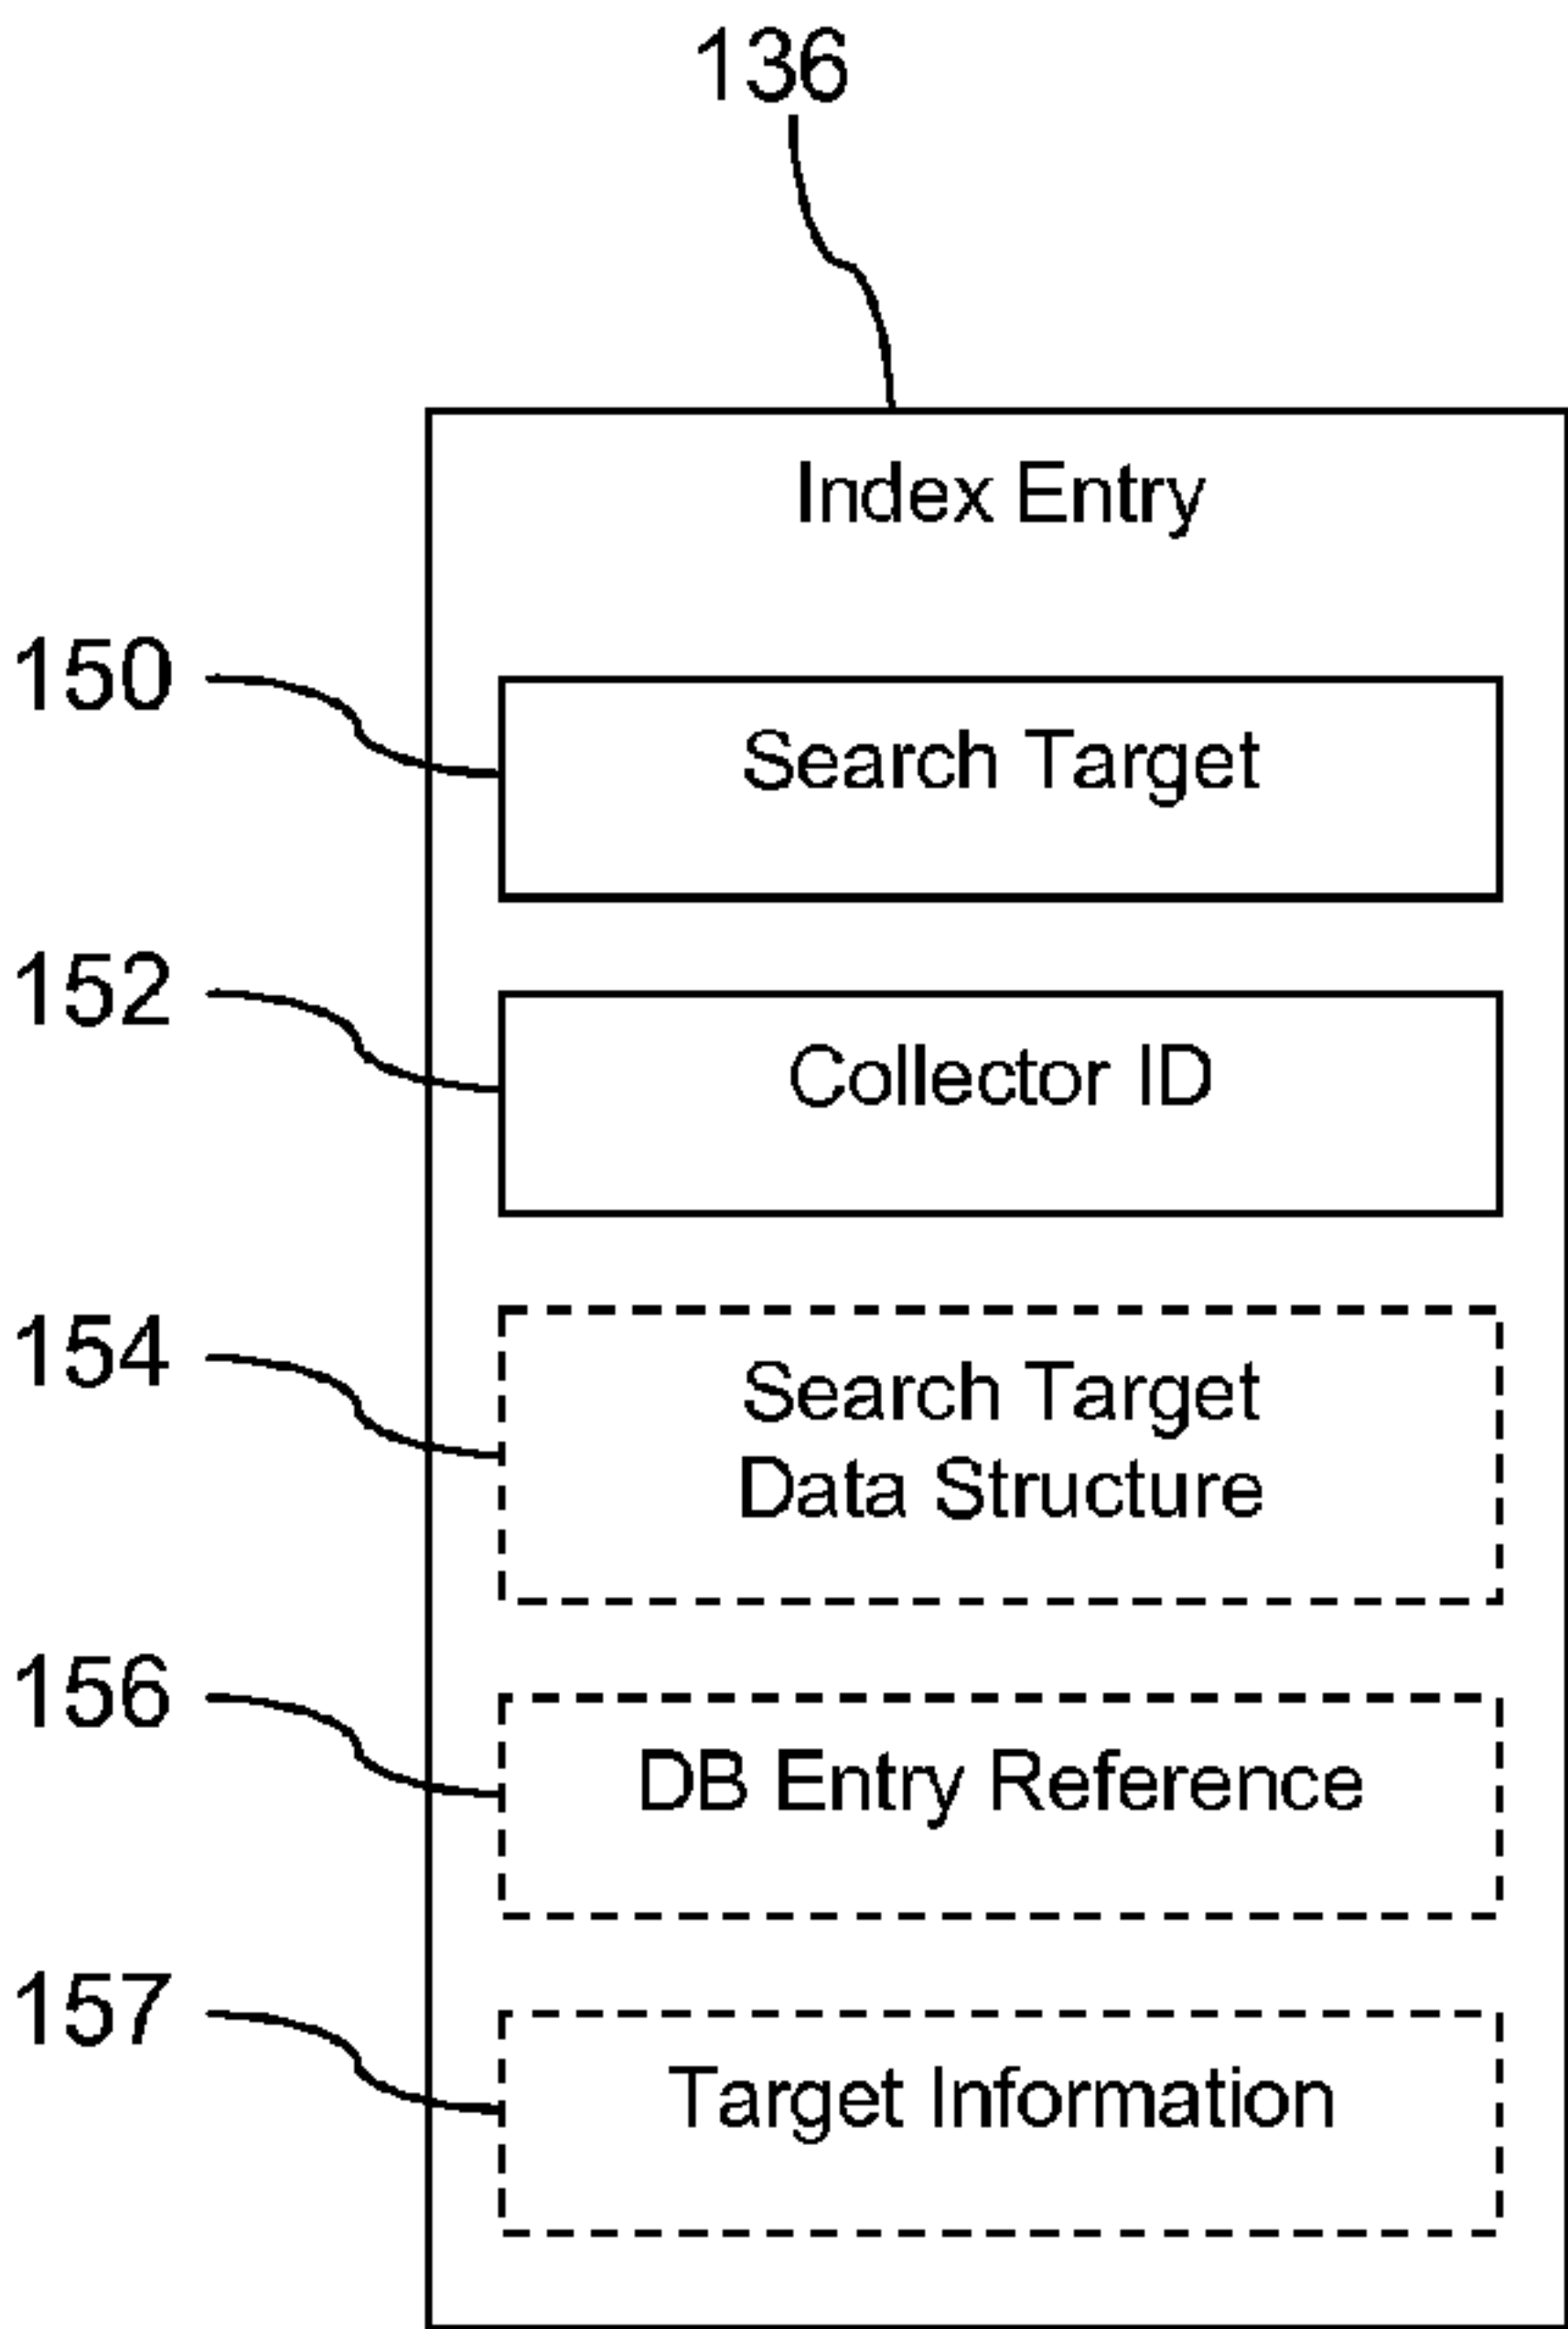 136
Index Entry
150
Search Target
152
Collector ID
154
Search Target
Data Structure
156
DB Entry Reference
157
Target Information